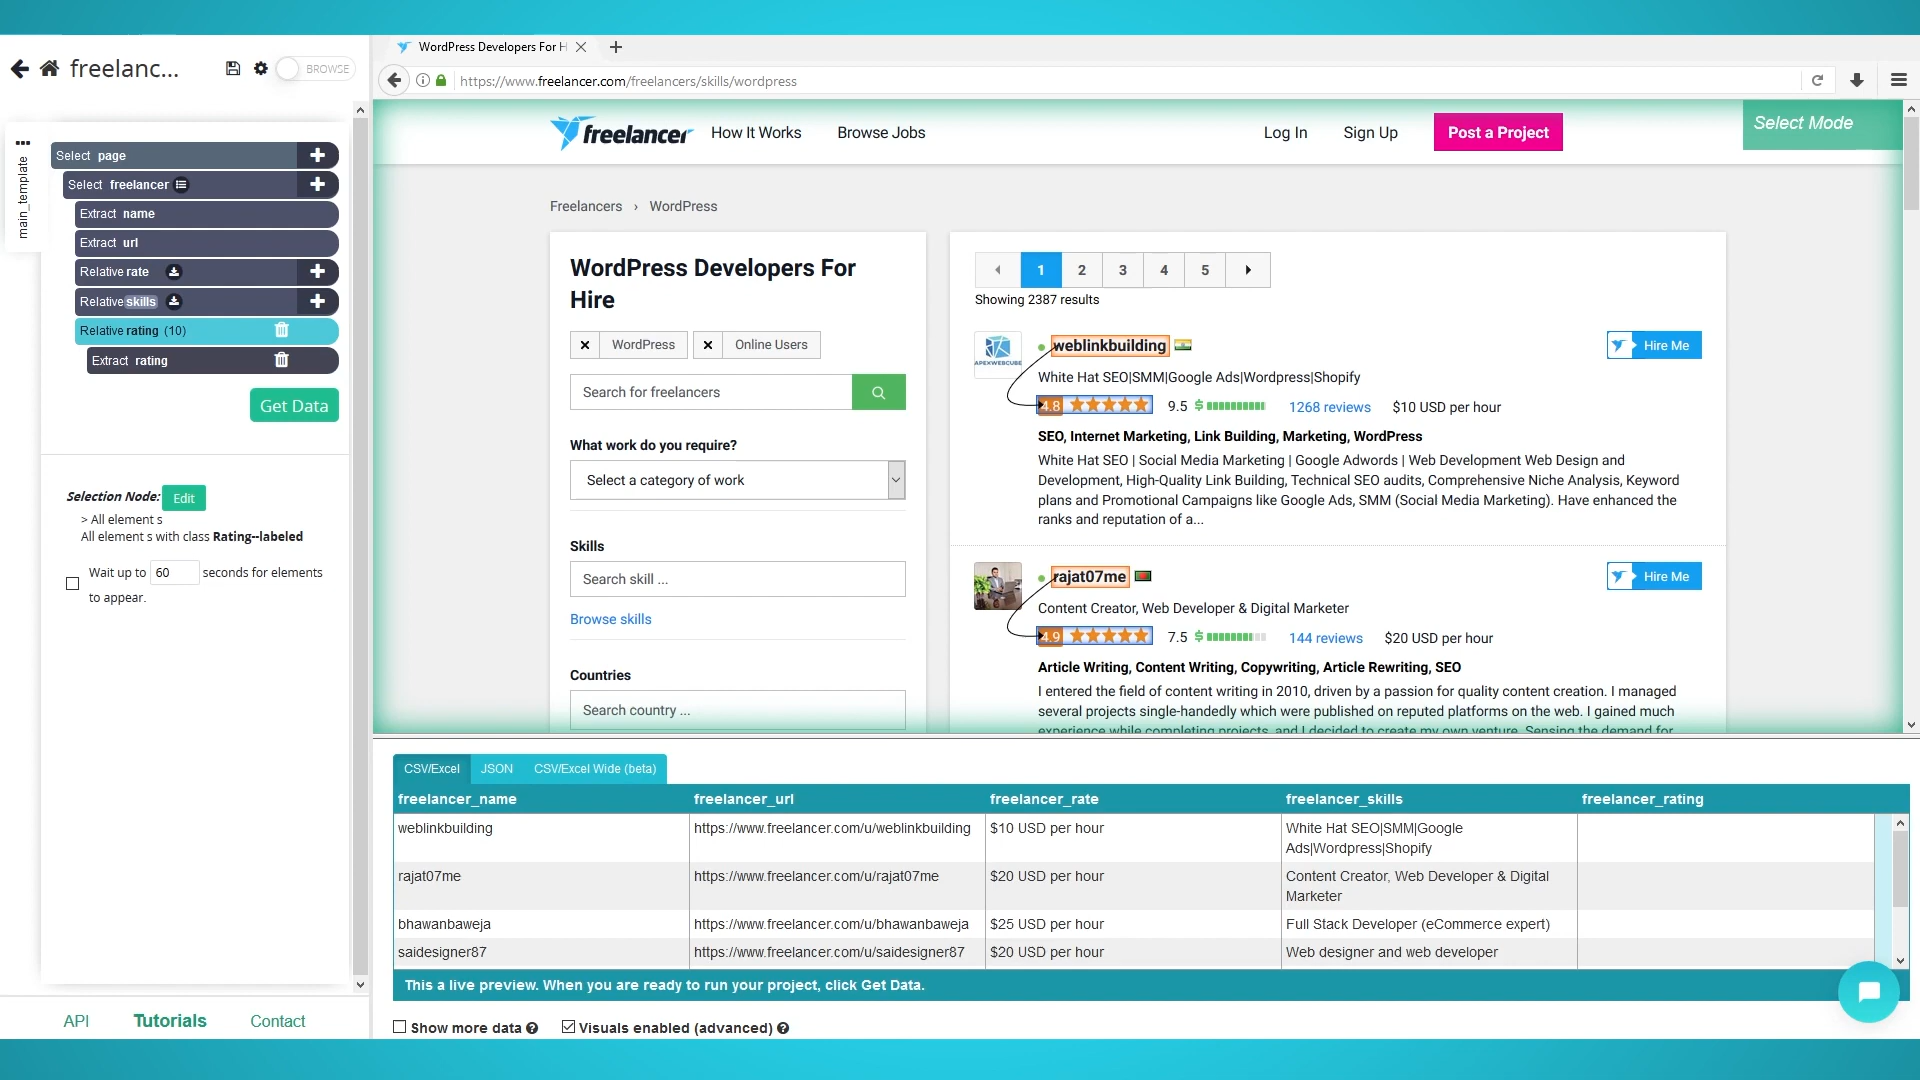 freelanc...
BROWSE
main_template
Select page
Select freelancer
Extract name
Extract url
Relative rate
Relative skills
Relative rating (10)
Extract rating
Get Data
Selection Node: Edit
> All element s
All element s with class Rating--labeled
Wait up to 60 seconds for elements
to appear.
API Tutorials Contact
WordPress Developers For H
https://www.freelancer.com/freelancers/skills/wordpress
freelancer How It Works Browse Jobs Log In Sign Up Post a Project
Select Mode
Freelancers › WordPress
WordPress Developers For
Hire
WordPress Online Users
Search for freelancers
What work do you require?
Select a category of work
Skills
Search skill ...
Browse skills
Countries
Search country ...
1 2 3 4 5
Showing 2387 results
APEXWEBCUBE
weblinkbuilding
Hire Me
White Hat SEO|SMM|Google Ads|Wordpress|Shopify
4.8 9.5 $ 1268 reviews $10 USD per hour
SEO, Internet Marketing, Link Building, Marketing, WordPress
White Hat SEO | Social Media Marketing | Google Adwords | Web Development Web Design and
Development, High-Quality Link Building, Technical SEO audits, Comprehensive Niche Analysis, Keyword
plans and Promotional Campaigns like Google Ads, SMM (Social Media Marketing). Have enhanced the
ranks and reputation of a...
rajat07me
Hire Me
Content Creator, Web Developer & Digital Marketer
4.9 7.5 $ 144 reviews $20 USD per hour
Article Writing, Content Writing, Copywriting, Article Rewriting, SEO
I entered the field of content writing in 2010, driven by a passion for quality content creation. I managed
several projects single-handedly which were published on reputed platforms on the web. I gained much
experience while completing projects, and I decided to create my own venture. Sensing the demand for
CSV/Excel JSON CSV/Excel Wide (beta)
freelancer_name freelancer_url freelancer_rate freelancer_skills freelancer_rating
weblinkbuilding https://www.freelancer.com/u/weblinkbuilding $10 USD per hour White Hat SEO|SMM|Google
Ads|Wordpress|Shopify
rajat07me https://www.freelancer.com/u/rajat07me $20 USD per hour Content Creator, Web Developer & Digital
Marketer
bhawanbaweja https://www.freelancer.com/u/bhawanbaweja $25 USD per hour Full Stack Developer (eCommerce expert)
saidesigner87 https://www.freelancer.com/u/saidesigner87 $20 USD per hour Web designer and web developer
This a live preview. When you are ready to run your project, click Get Data.
Show more data Visuals enabled (advanced)